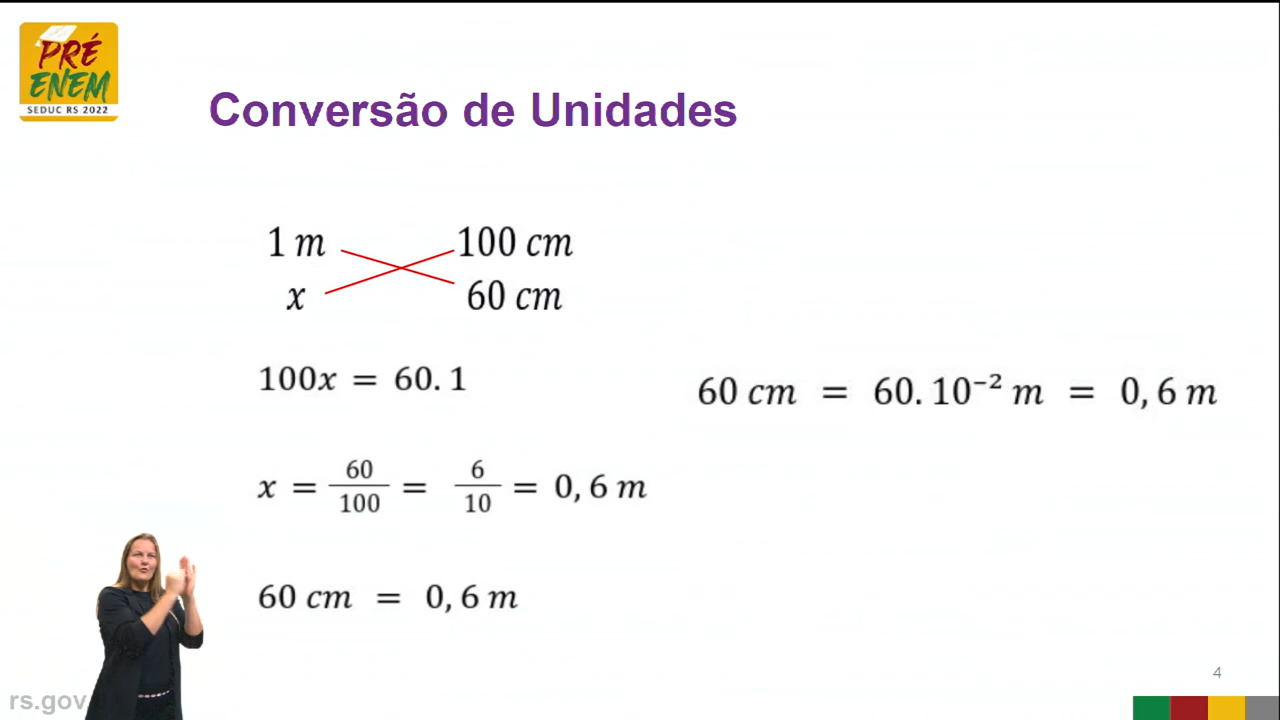 PRÉ
ENEM
SEDUC RS 2022
Conversão de Unidades
1 m 100 cm
x 60 cm
100x = 60. 1
60 cm = 60. 10⁻² m = 0, 6 m
x = 60/100 = 6/10 = 0, 6 m
60 cm = 0, 6 m
4
rs.gov.